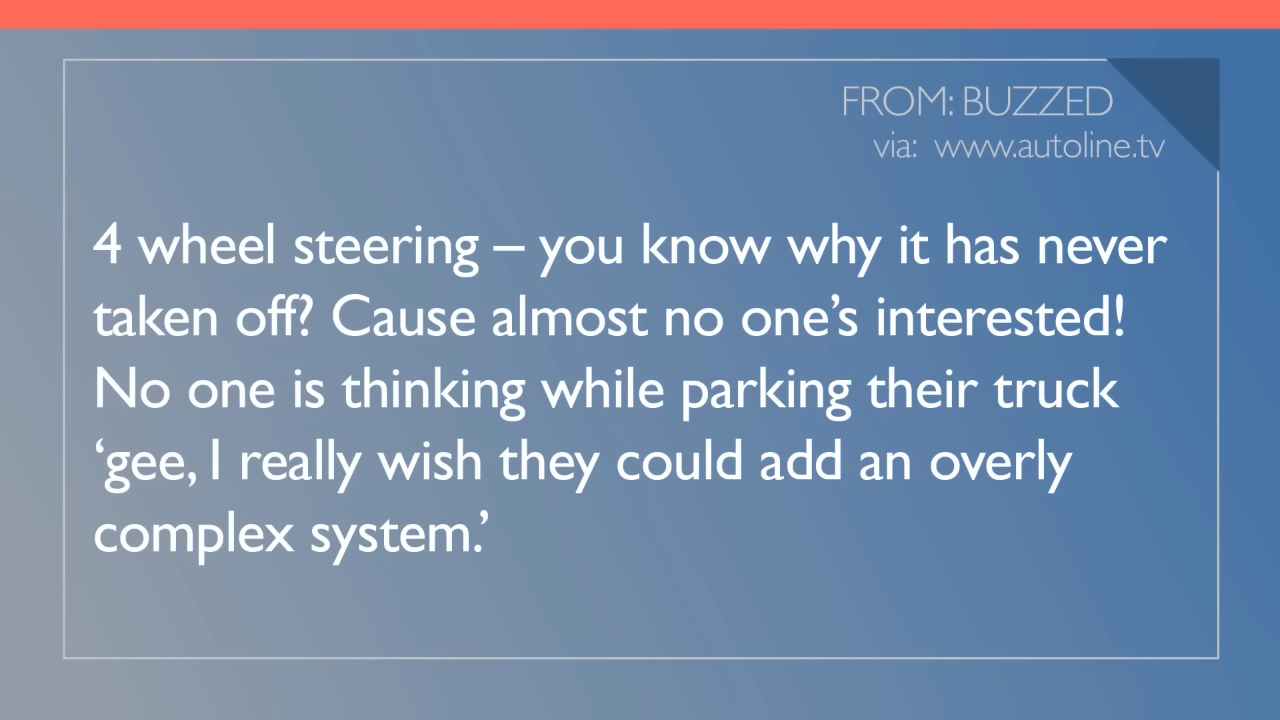 FROM: BUZZED
via: www.autoline.tv
4 wheel steering – you know why it has never
taken off? Cause almost no one’s interested!
No one is thinking while parking their truck
‘gee, I really wish they could add an overly
complex system.’